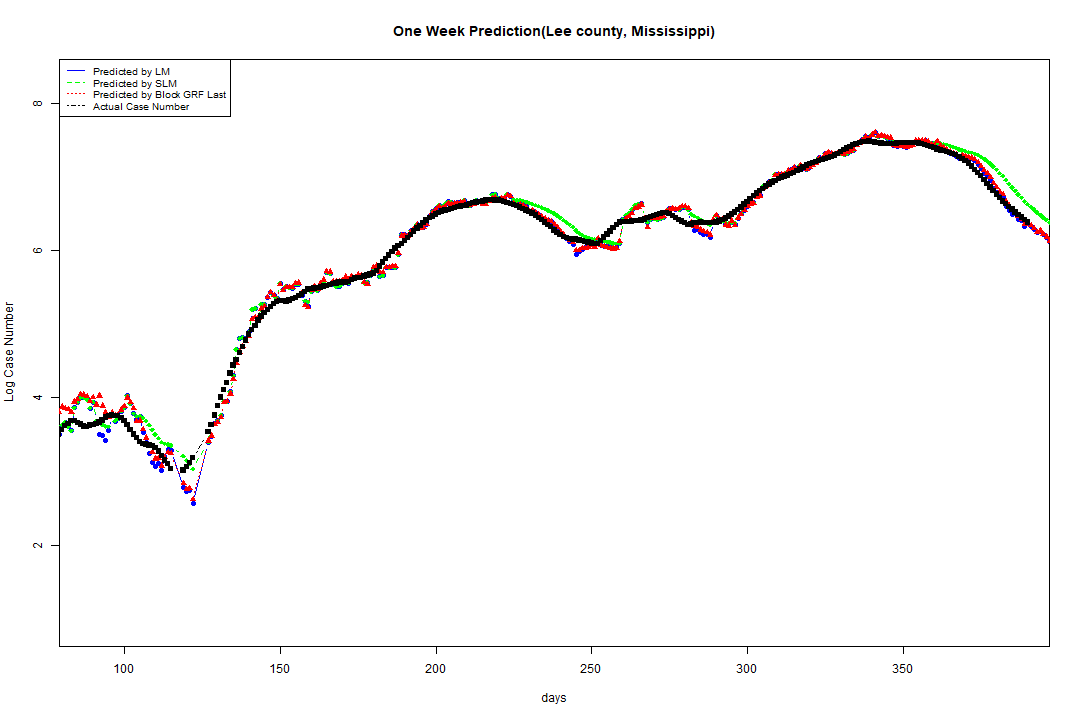 One Week Prediction(Lee county, Mississippi)
Predicted by LM
Predicted by SLM
Predicted by Block GRF Last
Actual Case Number
8
6
4
2
Log Case Number
100 150 200 250 300 350
days